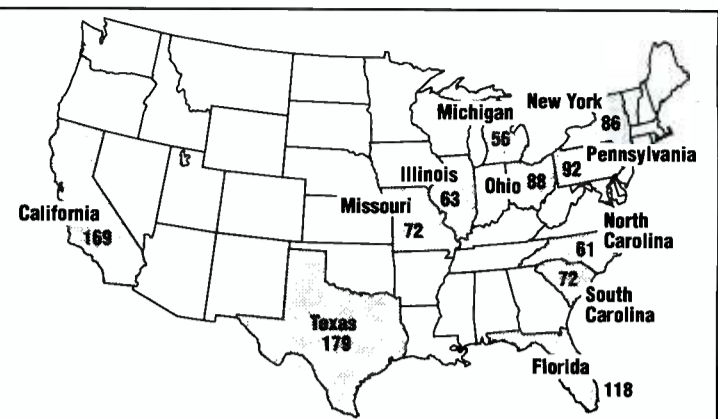 Michigan
56
New York
86
Pennsylvania
92
Illinois
63
Ohio 88
Missouri
72
California
169
North
Carolina
61
72
South
Carolina
Texas
179
Florida
118